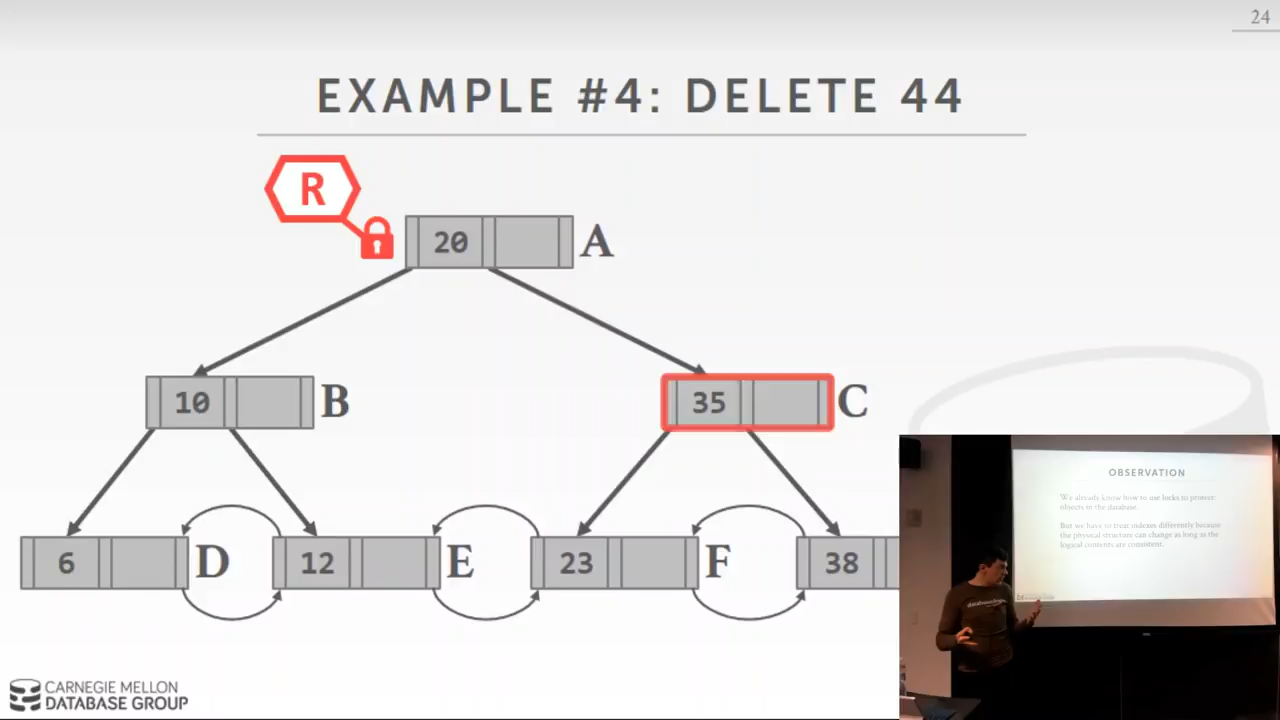 24
EXAMPLE #4: DELETE 44
R
20
A
10
B
35
C
6
D
12
E
23
F
38
OBSERVATION
We already know how to use locks to protect
objects in the database.
But we have to treat indexes differently because
the physical structure can change as long as the
logical contents are consistent.
CARNEGIE MELLON
DATABASE GROUP